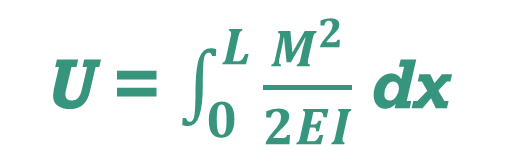 U = ∫₀ᴸ M²/2EI dx